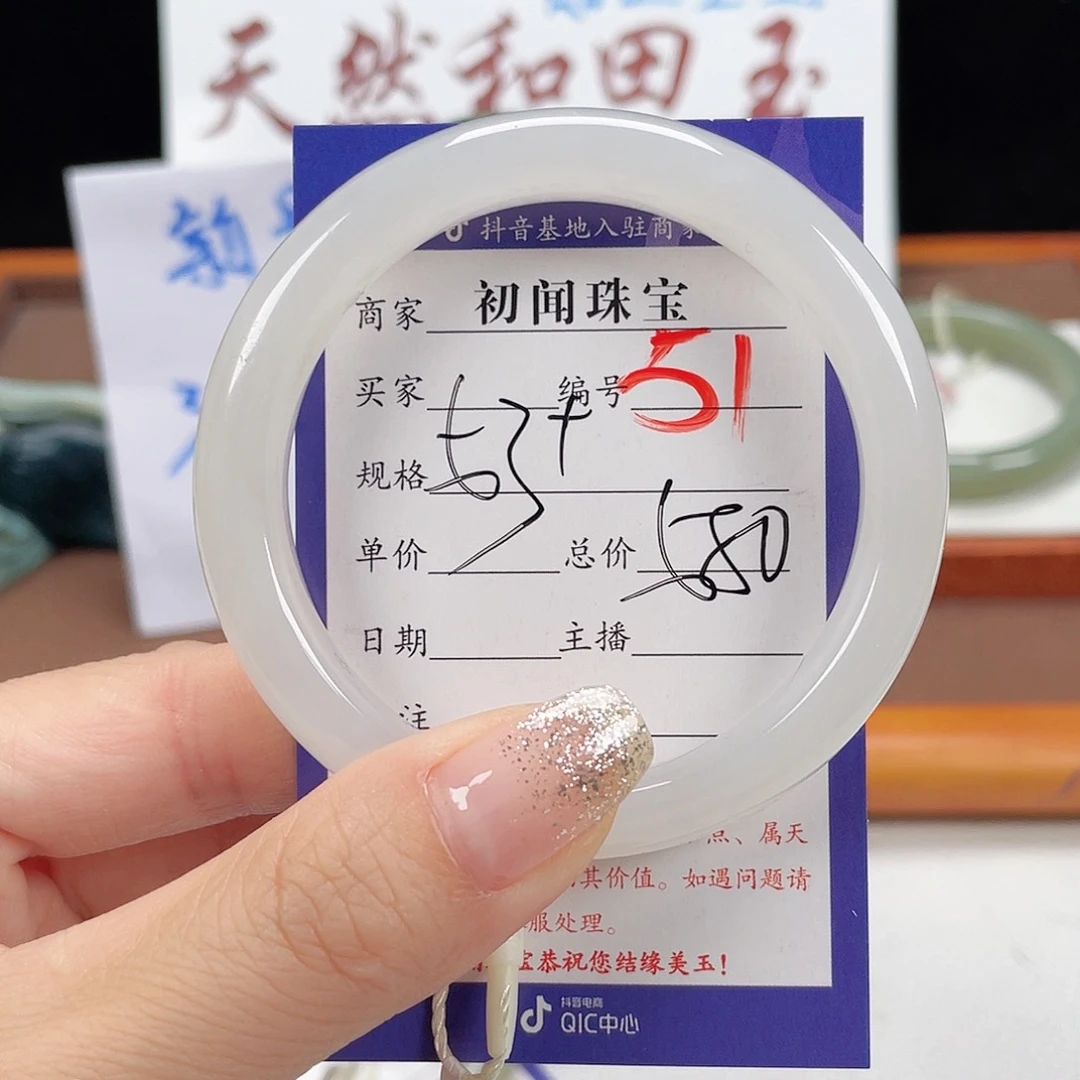 天然和田玉
抖音基地入驻商家
商家 初闻珠宝
买家 编号 51
规格 53+
单价 总价
日期 主播
注
点、属天
其价值。如遇问题请
服处理。
宝恭祝您结缘美玉!
抖音电商
QIC中心